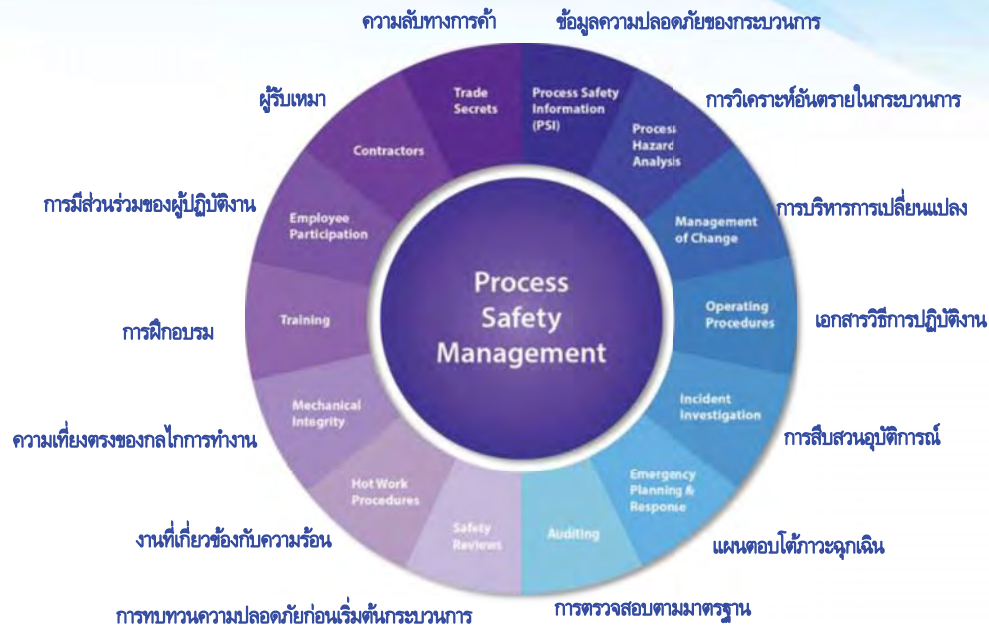 ความลับทางการค้า
ข้อมูลความปลอดภัยของกระบวนการ
ผู้รับเหมา
Trade
Secrets
Process Safety
Information
(PSI)
การวิเคราะห์อันตรายในกระบวนการ
Contractors
Process
Hazard
Analysis
การมีส่วนร่วมของผู้ปฏิบัติงาน
Employee
Participation
Management
of Change
การบริหารการเปลี่ยนแปลง
Process
Safety
Management
การฝึกอบรม
Training
Operating
Procedures
เอกสารวิธีการปฏิบัติงาน
ความเที่ยงตรงของกลไกการทำงาน
Mechanical
Integrity
Incident
Investigation
การสืบสวนอุบัติการณ์
งานที่เกี่ยวข้องกับความร้อน
Hot Work
Procedures
Safety
Reviews
Auditing
Emergency
Planning &
Response
แผนตอบโต้ภาวะฉุกเฉิน
การทบทวนความปลอดภัยก่อนเริ่มต้นกระบวนการ
การตรวจสอบตามมาตรฐาน